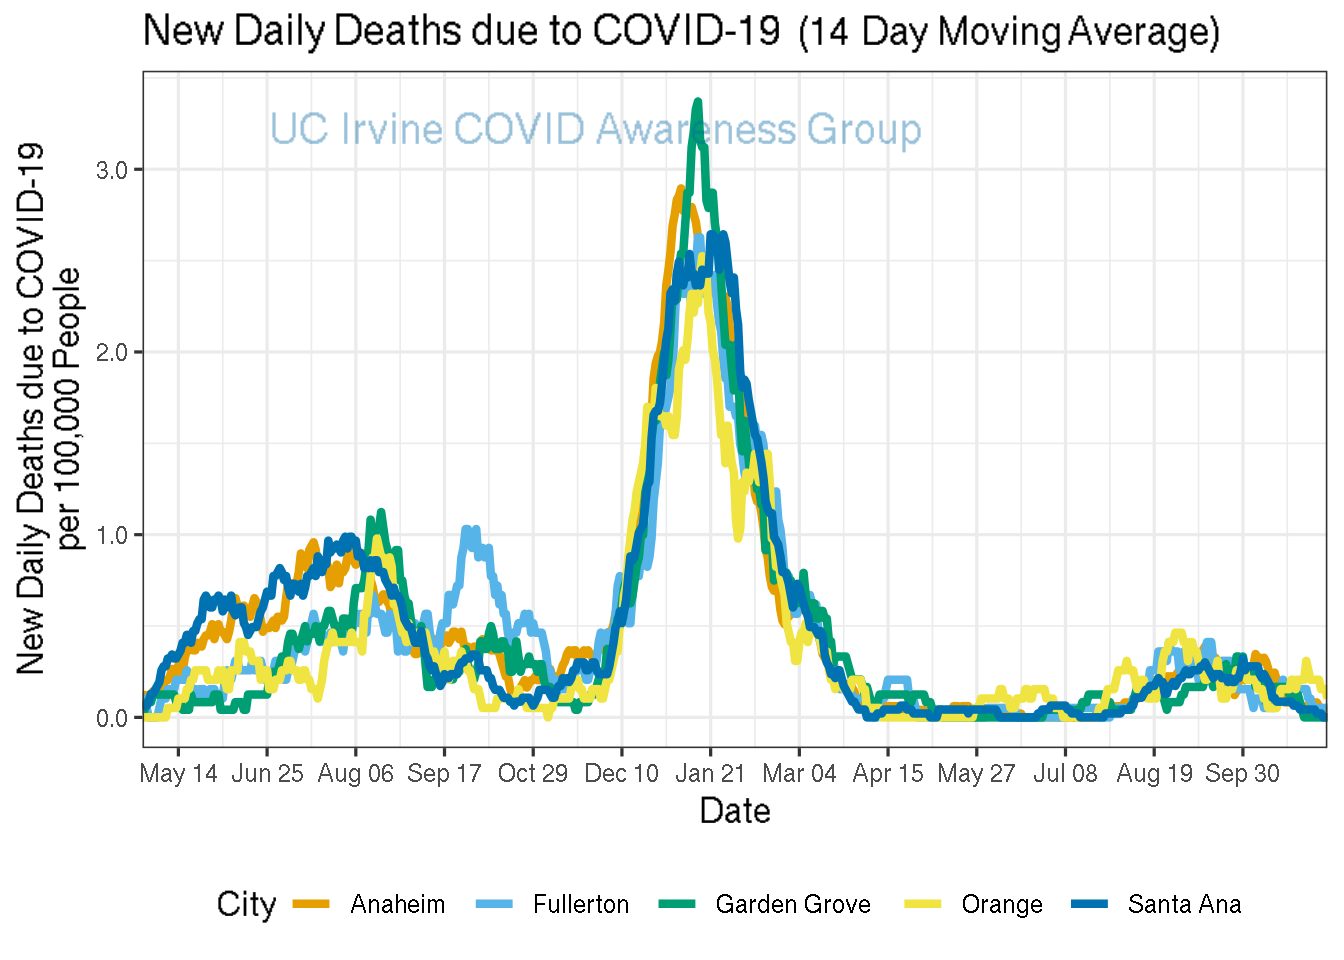 New Daily Deaths due to COVID-19 (14 Day Moving Average)
UC Irvine COVID Awareness Group
New Daily Deaths due to COVID-19
per 100,000 People
3.0
2.0
1.0
0.0
May 14 Jun 25 Aug 06 Sep 17 Oct 29 Dec 10 Jan 21 Mar 04 Apr 15 May 27 Jul 08 Aug 19 Sep 30
Date
City Anaheim Fullerton Garden Grove Orange Santa Ana